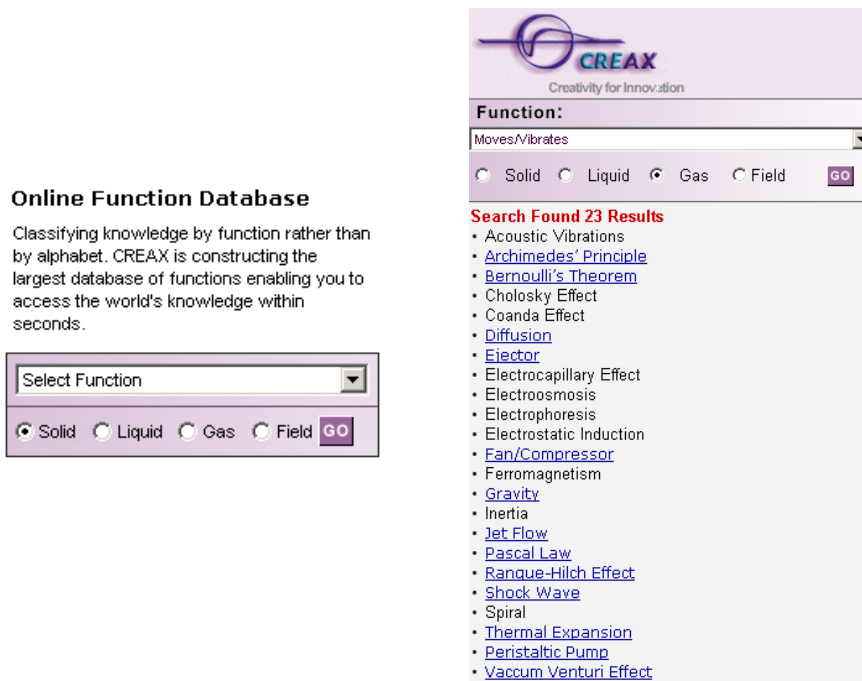 Online Function Database
Classifying knowledge by function rather than
by alphabet. CREAX is constructing the
largest database of functions enabling you to
access the world's knowledge within
seconds.
Select Function
Solid Liquid Gas Field GO
CREAX
Creativity for Innovation
Function:
Moves/Vibrates
Solid Liquid Gas Field GO
Search Found 23 Results
• Acoustic Vibrations
• Archimedes' Principle
• Bernoulli's Theorem
• Cholosky Effect
• Coanda Effect
• Diffusion
• Ejector
• Electrocapillary Effect
• Electroosmosis
• Electrophoresis
• Electrostatic Induction
• Fan/Compressor
• Ferromagnetism
• Gravity
• Inertia
• Jet Flow
• Pascal Law
• Ranque-Hilch Effect
• Shock Wave
• Spiral
• Thermal Expansion
• Peristaltic Pump
• Vaccum Venturi Effect